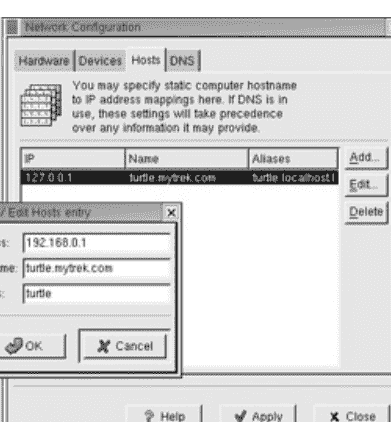 Network Configuration
Hardware Devices Hosts DNS
You may specify static computer hostname
to IP address mappings here. If DNS is in
use, these settings will take precedence
over any information it may provide.
IP Name Aliases
127.0.0.1 turtle.mytrek.com turtle localhost l
Add...
Edit...
Delete
/ Edit Hosts entry
ss: 192.168.0.1
me: turtle.mytrek.com
s: turtle
OK Cancel
Help Apply Close